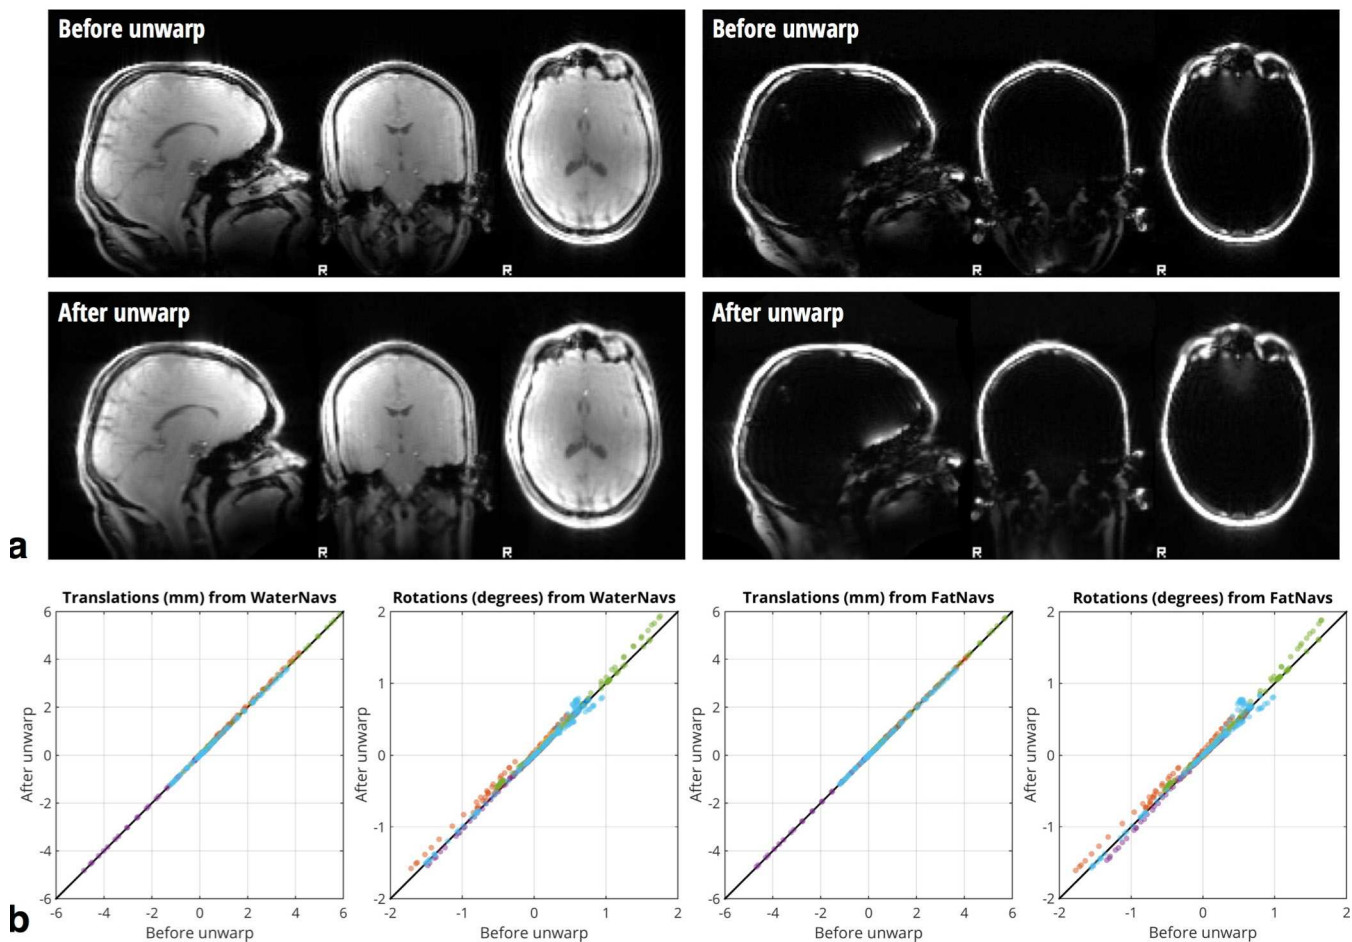 Before unwarp
Before unwarp
R
R
R
R
After unwarp
After unwarp
R
R
R
R
a
Translations (mm) from WaterNavs
Rotations (degrees) from WaterNavs
Translations (mm) from FatNavs
Rotations (degrees) from FatNavs
After unwarp
6
4
2
0
-2
-4
-6
-6 -4 -2 0 2 4 6
Before unwarp
After unwarp
2
1
0
-1
-2
-2 -1 0 1 2
Before unwarp
After unwarp
6
4
2
0
-2
-4
-6
-6 -4 -2 0 2 4 6
Before unwarp
After unwarp
2
1
0
-1
-2
-2 -1 0 1 2
Before unwarp
b